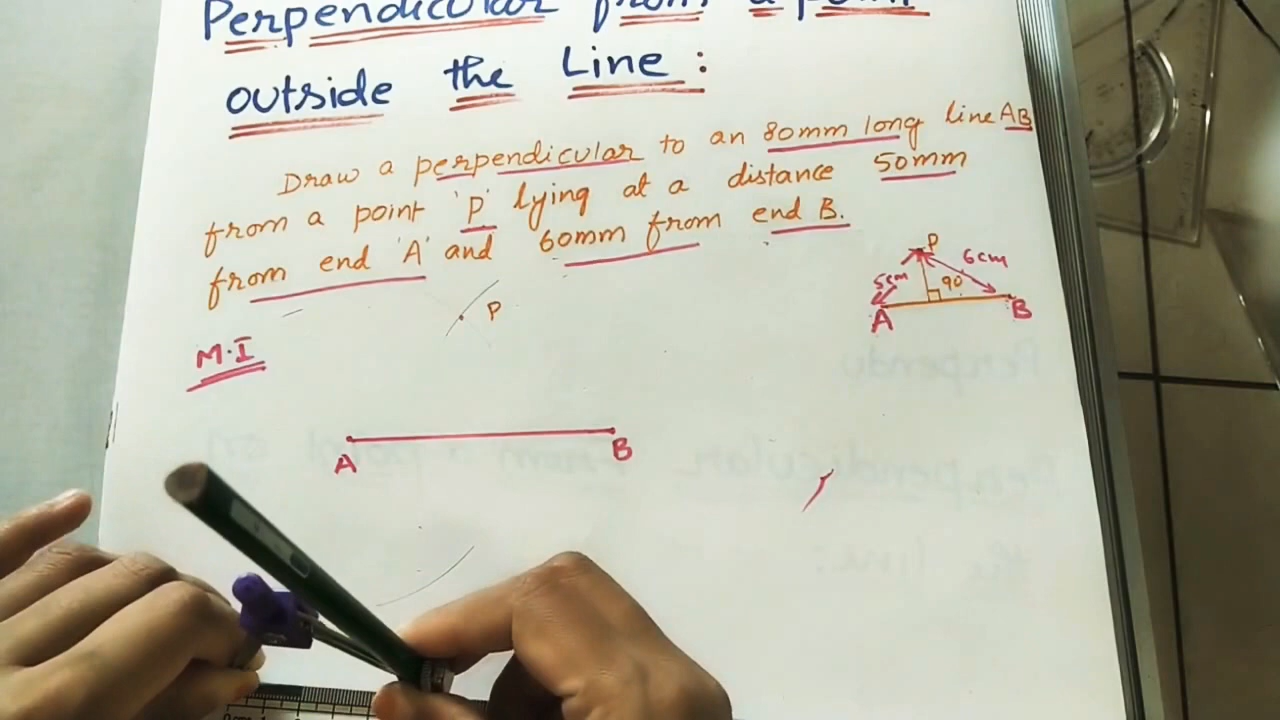 Perpendicular from a point
outside the Line:
Draw a perpendicular to an 80mm long line AB
from a point 'P' lying at a distance 50mm
from end 'A' and 60mm from end B.
P
5cm
6cm
90°
A
B
P
M.I
A
B